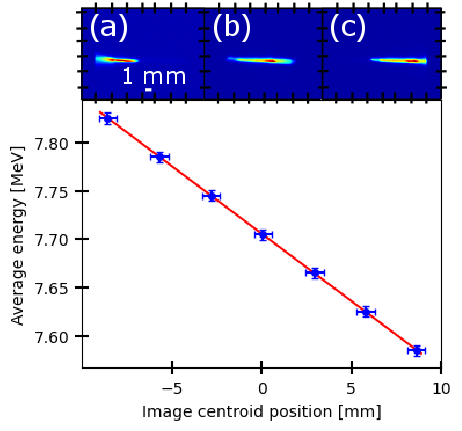 (a) (b) (c)
1 mm
7.80
7.75
7.70
7.65
7.60
Average energy [MeV]
−5 0 5 10
Image centroid position [mm]